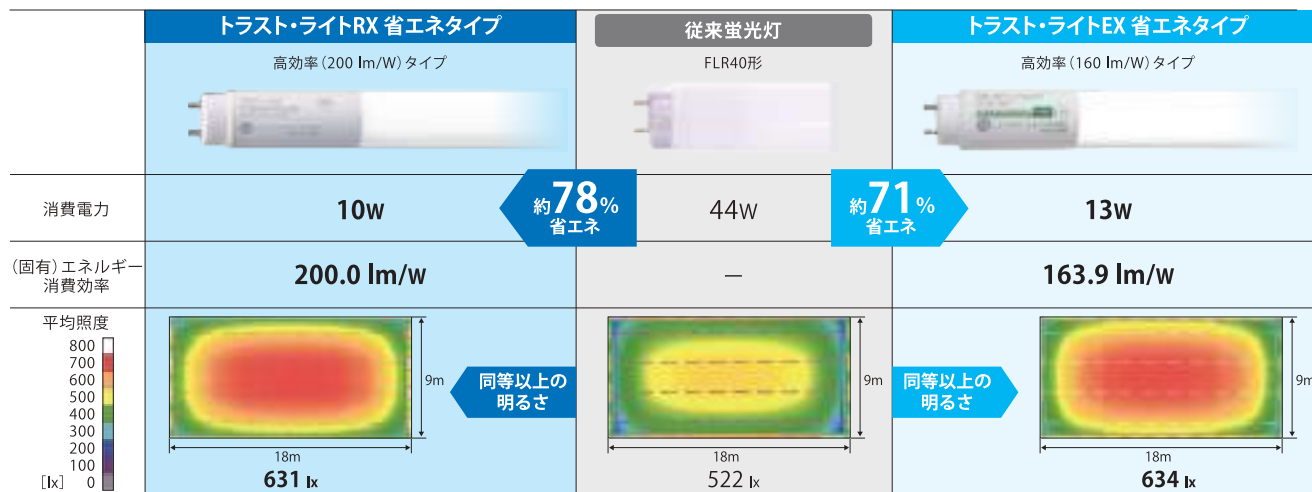 トラスト・ライトRX 省エネタイプ
従来蛍光灯
トラスト・ライトEX 省エネタイプ
高効率(200 lm/W)タイプ
FLR40形
高効率(160 lm/W)タイプ
消費電力
10W
約78%
省エネ
44W
約71%
省エネ
13W
(固有)エネルギー
消費効率
200.0 lm/W
—
163.9 lm/W
平均照度
800
700
600
500
400
300
200
100
[lx] 0
9m
18m
631 lx
同等以上の
明るさ
9m
18m
522 lx
同等以上の
明るさ
9m
18m
634 lx